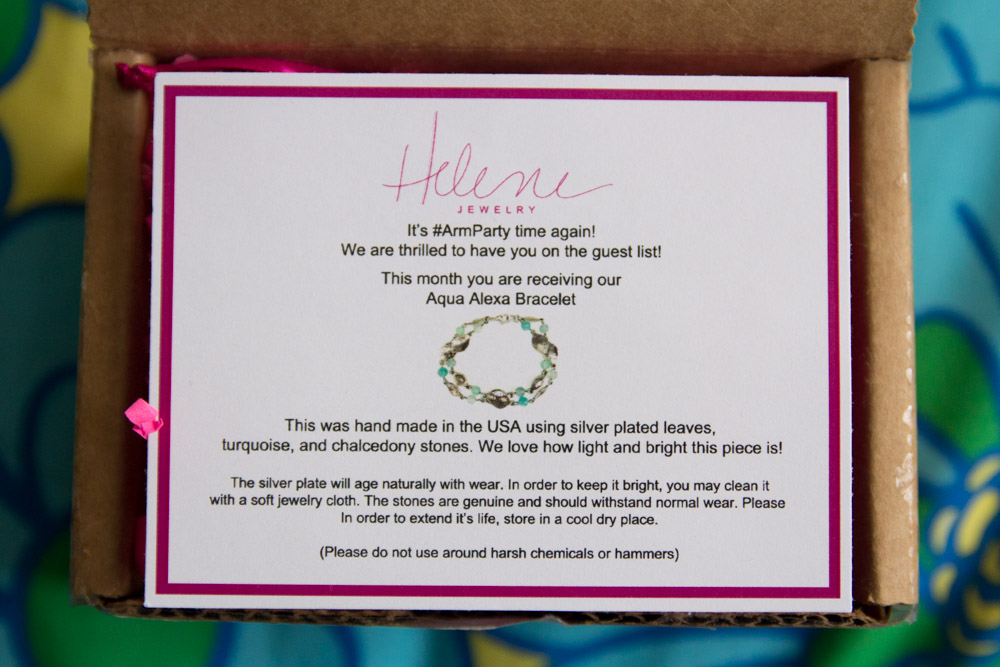 Helene
JEWELRY
It's #ArmParty time again!
We are thrilled to have you on the guest list!
This month you are receiving our
Aqua Alexa Bracelet
This was hand made in the USA using silver plated leaves,
turquoise, and chalcedony stones. We love how light and bright this piece is!
The silver plate will age naturally with wear. In order to keep it bright, you may clean it
with a soft jewelry cloth. The stones are genuine and should withstand normal wear. Please
In order to extend it's life, store in a cool dry place.
(Please do not use around harsh chemicals or hammers)